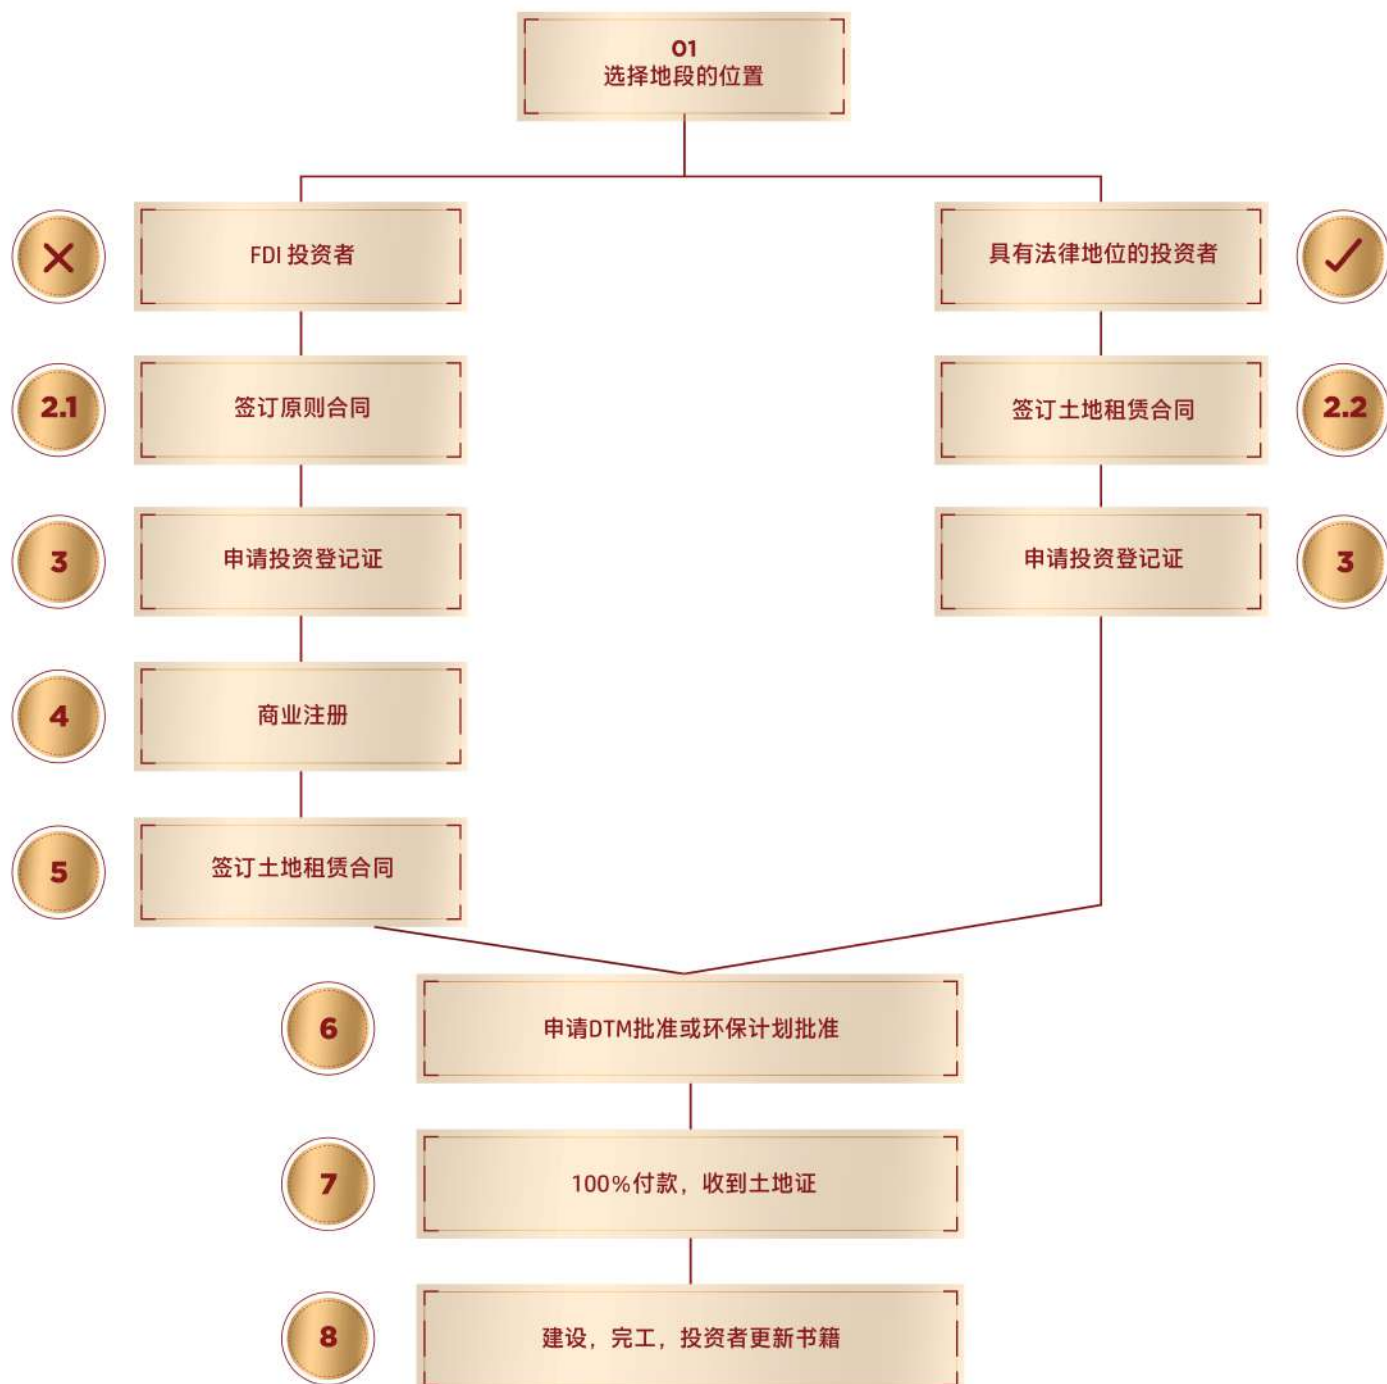 01
选择地段的位置
FDI 投资者
具有法律地位的投资者
2.1
签订原则合同
签订土地租赁合同
2.2
3
申请投资登记证
申请投资登记证
3
4
商业注册
5
签订土地租赁合同
6
申请DTM批准或环保计划批准
7
100%付款，收到土地证
8
建设，完工，投资者更新书籍